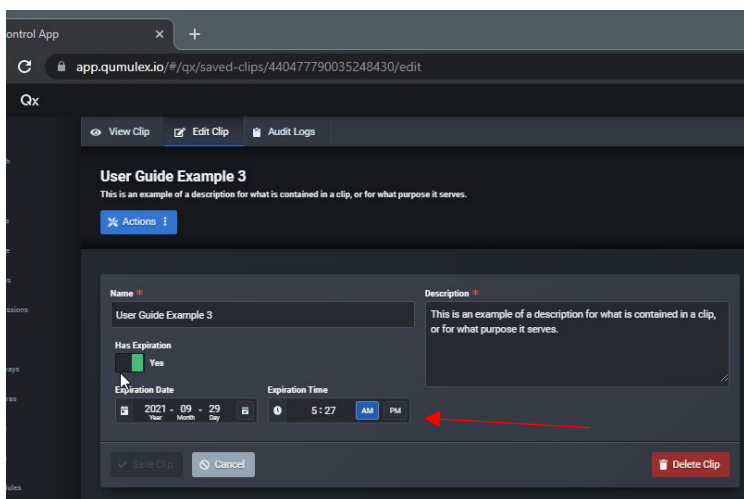 ontrol App
app.qumulex.io/#/qx/saved-clips/440477790035248430/edit
Qx
View Clip Edit Clip Audit Logs
User Guide Example 3
This is an example of a description for what is contained in a clip, or for what purpose it serves.
Actions
Name *
Description *
User Guide Example 3
This is an example of a description for what is contained in a clip,
or for what purpose it serves.
Has Expiration
Yes
Expiration Date Expiration Time
2021 - 09 - 29 5:27 AM PM
Year Month Day
Save Clip Cancel Delete Clip